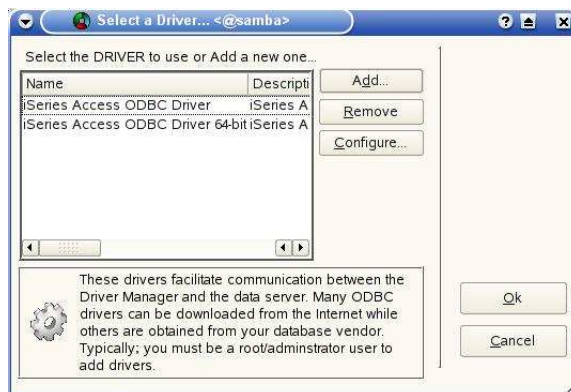 Select a Driver... <@samba>
Select the DRIVER to use or Add a new one...
Name Descripti
iSeries Access ODBC Driver iSeries A
iSeries Access ODBC Driver 64-bit iSeries A
Add...
Remove
Configure...
These drivers facilitate communication between the
Driver Manager and the data server. Many ODBC
drivers can be downloaded from the Internet while
others are obtained from your database vendor.
Typically; you must be a root/adminstrator user to
add drivers.
Ok
Cancel